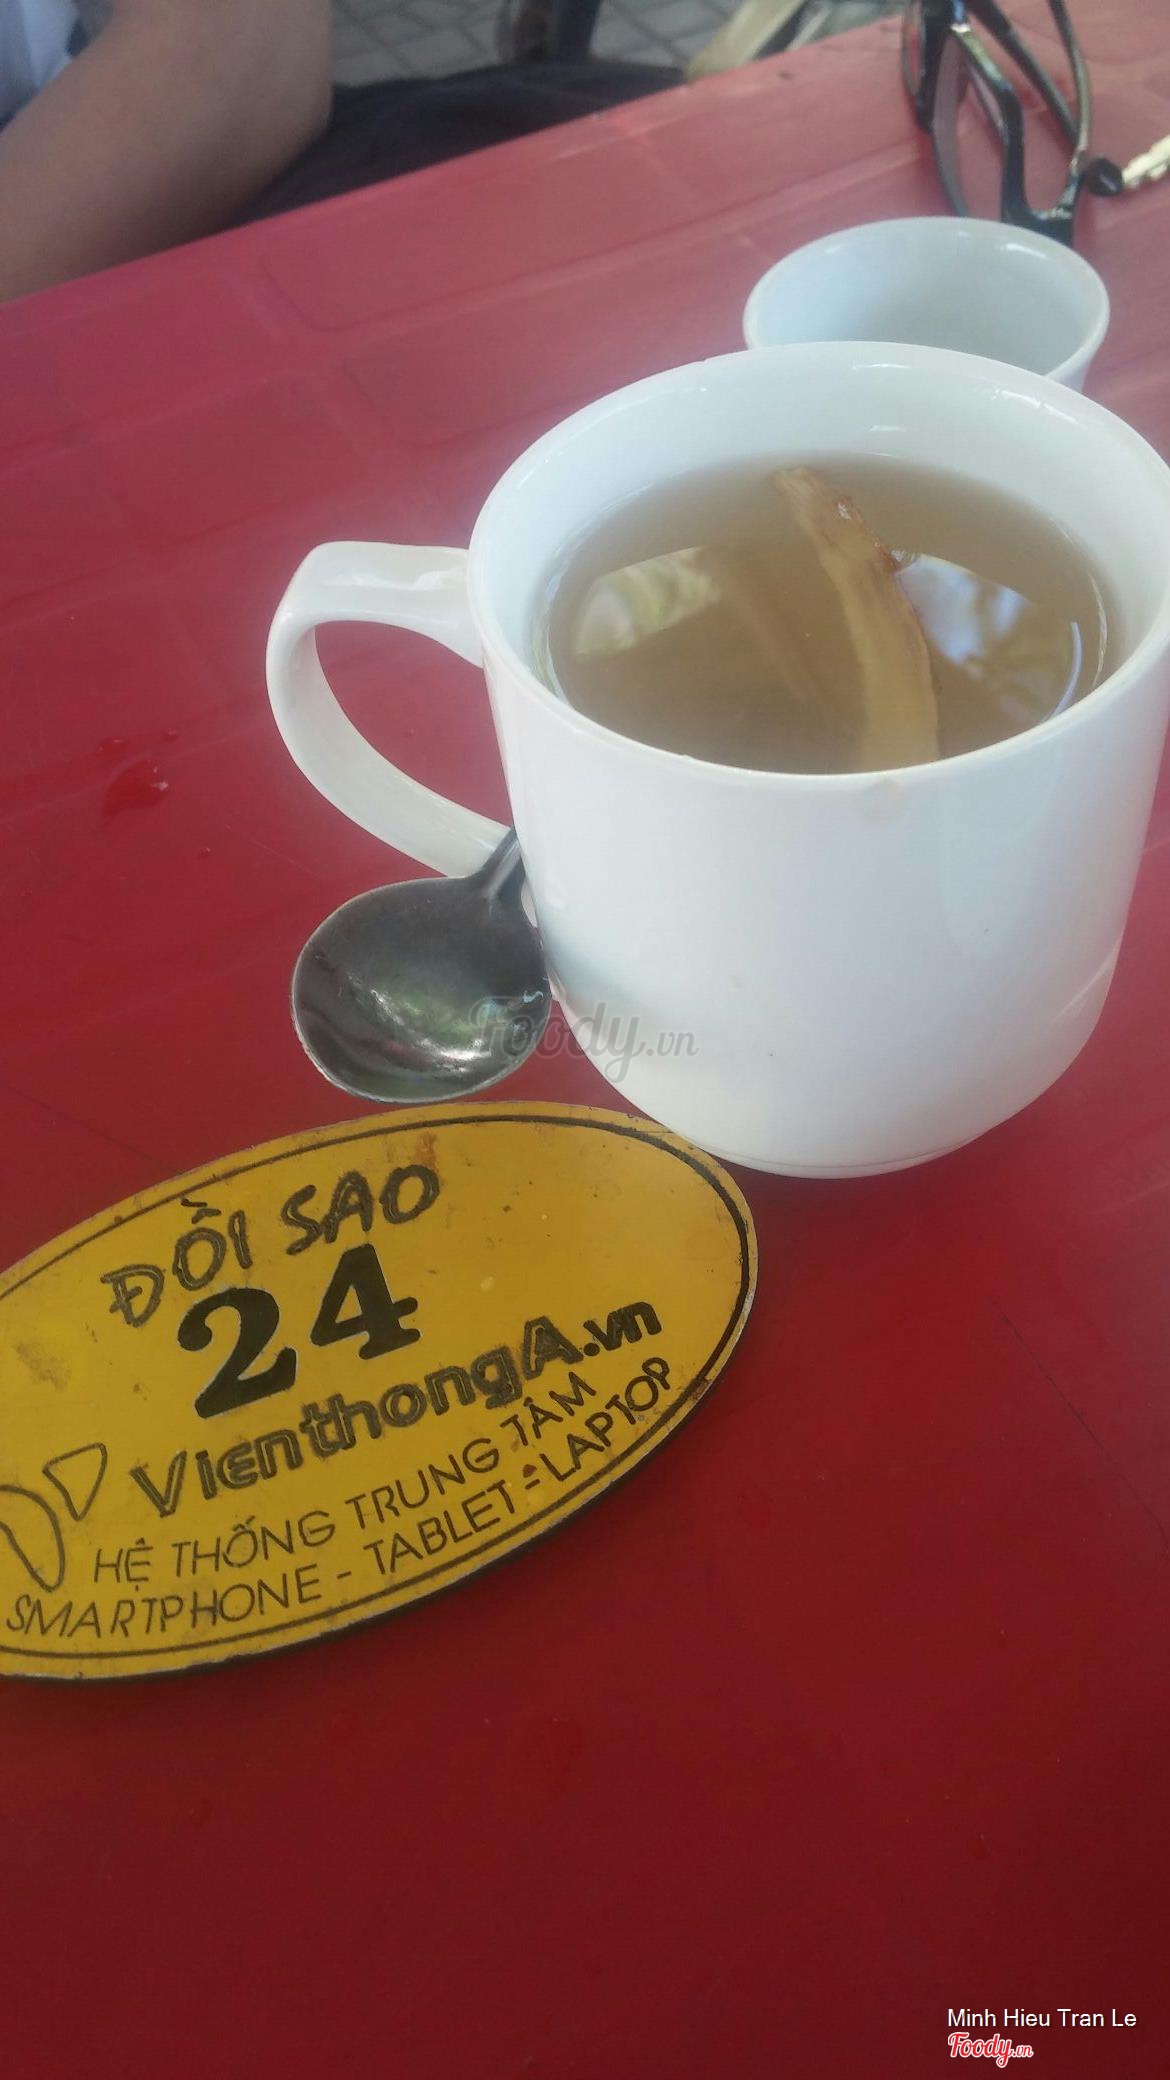 Foody.vn
ĐỒI SAO
24
VienthongA.vn
HỆ THỐNG TRUNG TÂM
SMARTPHONE - TABLET - LAPTOP
Minh Hieu Tran Le
Foody.vn